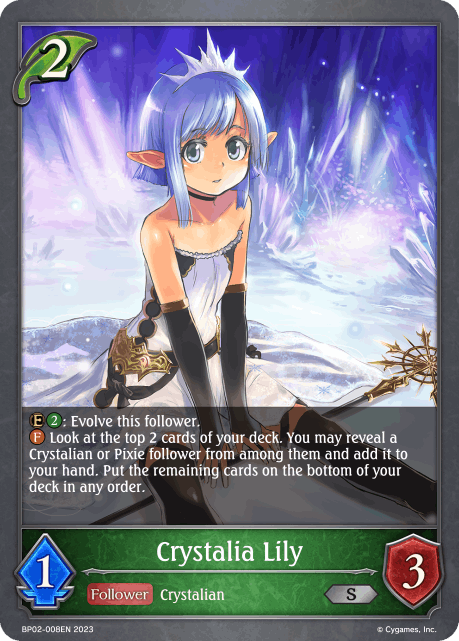 2
E 2: Evolve this follower.
F Look at the top 2 cards of your deck. You may reveal a
Crystalian or Pixie follower from among them and add it to
your hand. Put the remaining cards on the bottom of your
deck in any order.
Crystalia Lily
1 Follower Crystalian S 3
BP02-008EN 2023 © Cygames, Inc.